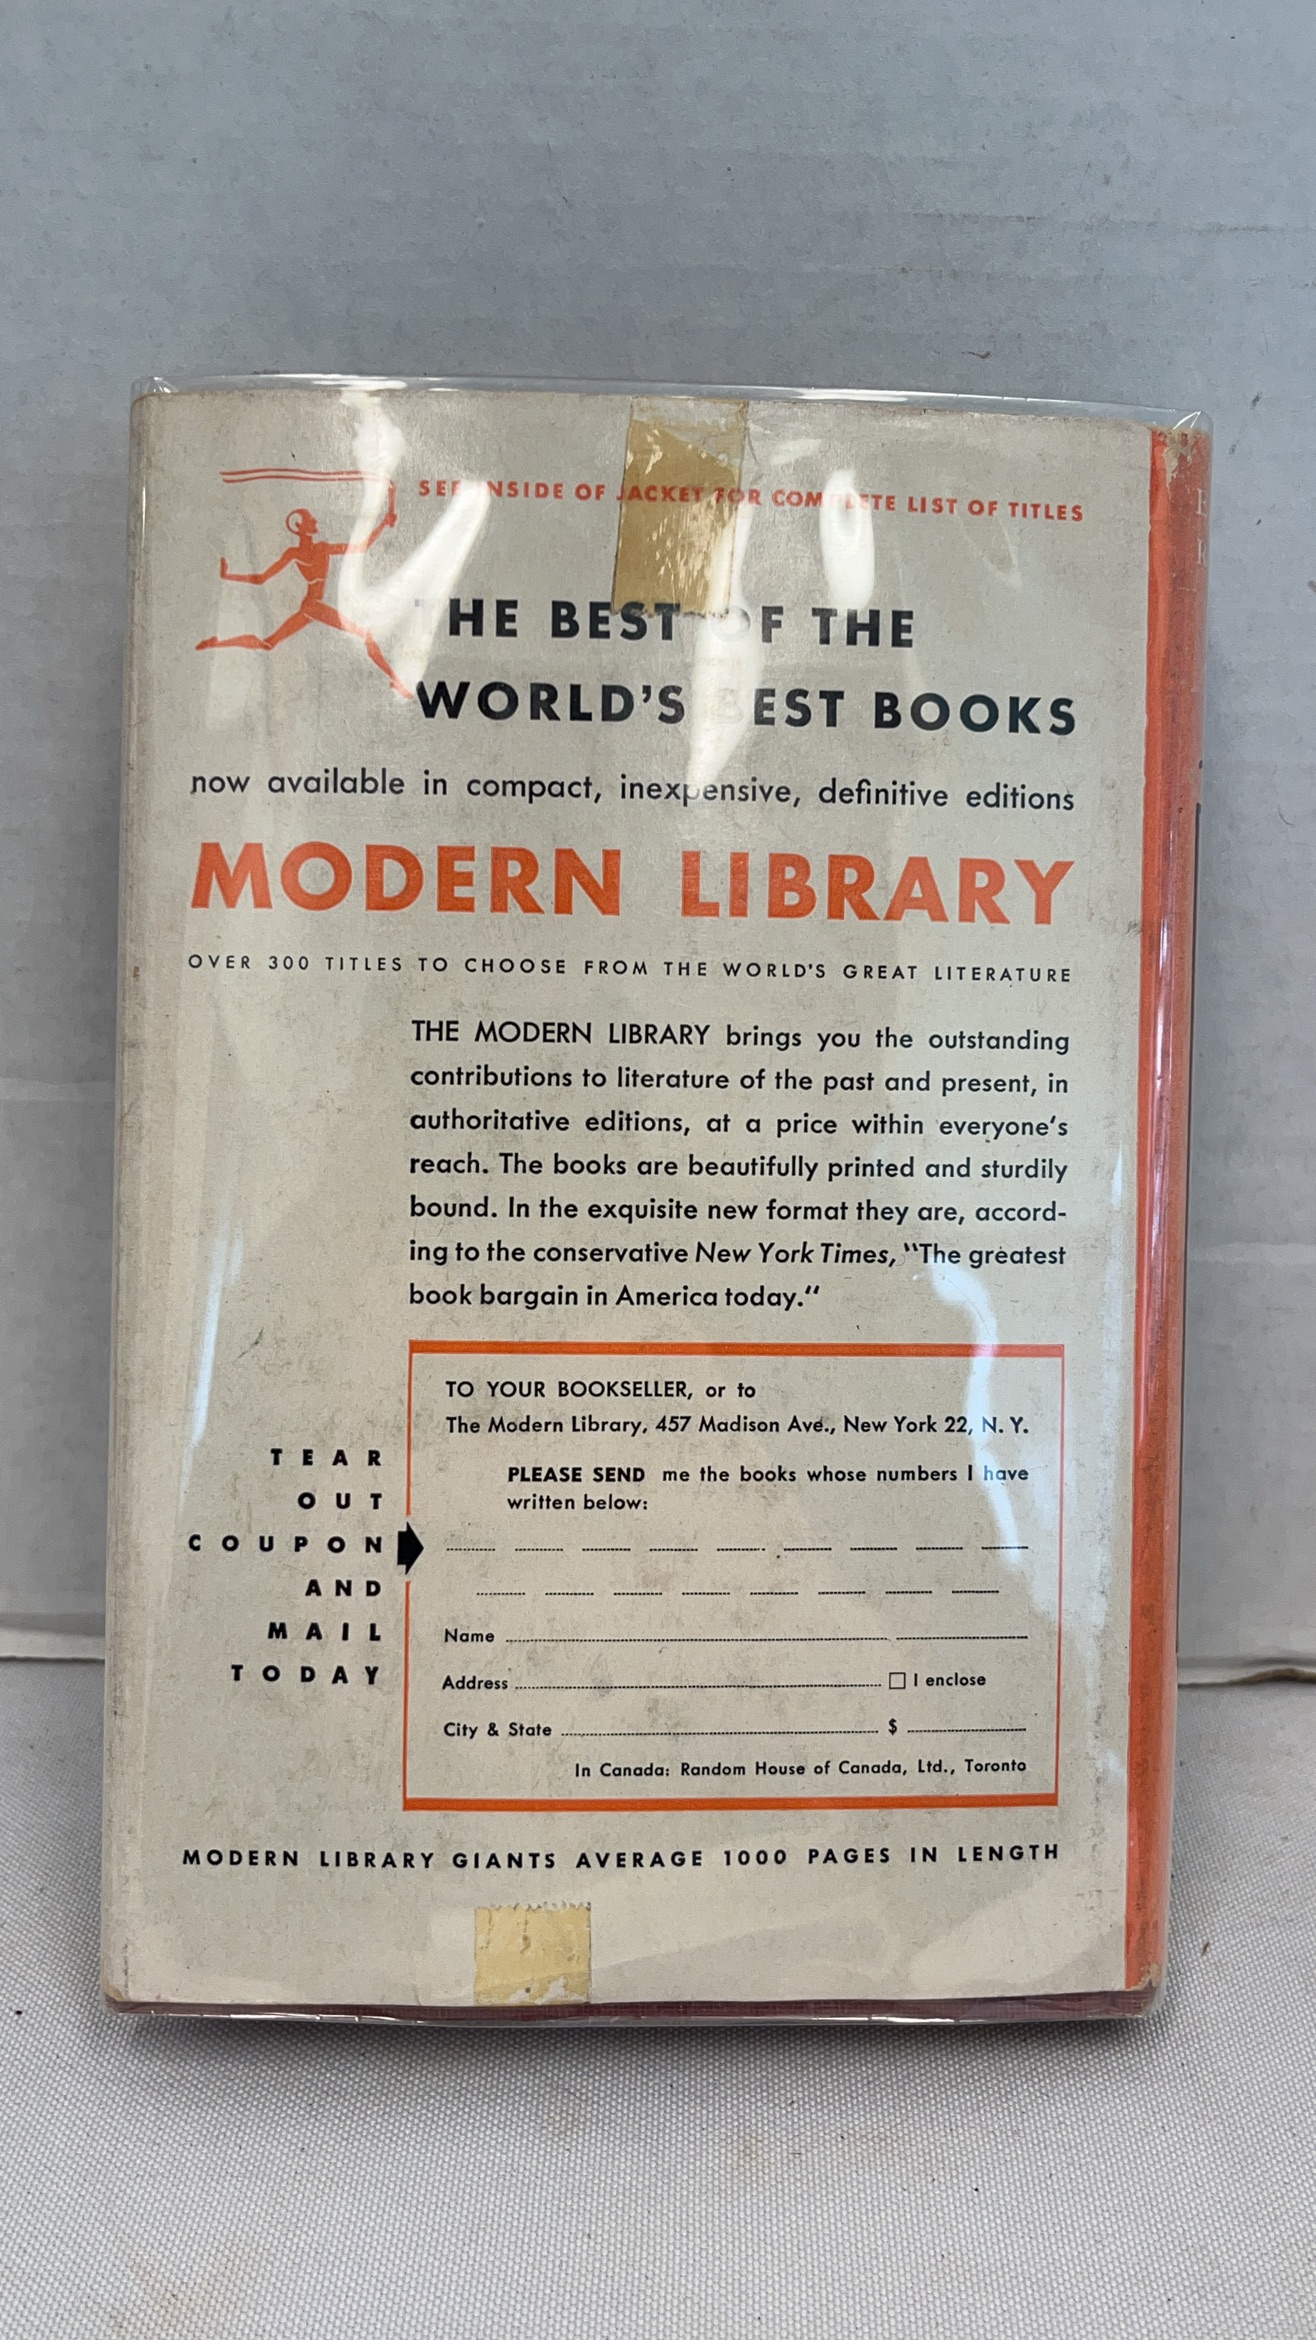 SEE INSIDE OF JACKET FOR COMPLETE LIST OF TITLES
THE BEST OF THE
WORLD'S BEST BOOKS
now available in compact, inexpensive, definitive editions
MODERN LIBRARY
OVER 300 TITLES TO CHOOSE FROM THE WORLD'S GREAT LITERATURE
THE MODERN LIBRARY brings you the outstanding
contributions to literature of the past and present, in
authoritative editions, at a price within everyone's
reach. The books are beautifully printed and sturdily
bound. In the exquisite new format they are, accord-
ing to the conservative New York Times, "The greatest
book bargain in America today."
TEAR
OUT
COUPON
AND
MAIL
TODAY
TO YOUR BOOKSELLER, or to
The Modern Library, 457 Madison Ave., New York 22, N. Y.
PLEASE SEND me the books whose numbers I have
written below:
Name
Address
I enclose
City & State
$
In Canada: Random House of Canada, Ltd., Toronto
MODERN LIBRARY GIANTS AVERAGE 1000 PAGES IN LENGTH